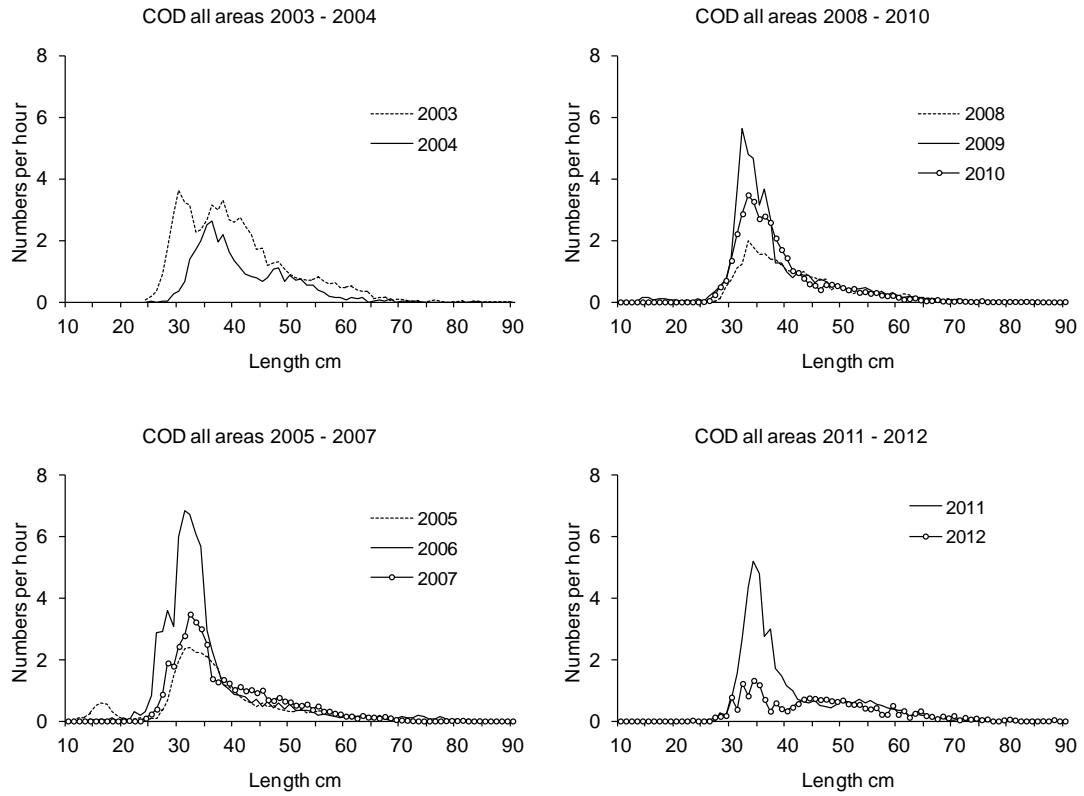 COD all areas 2003 - 2004
8
6
4
2
0
Numbers per hour
2003
2004
10 20 30 40 50 60 70 80 90
Length cm
COD all areas 2008 - 2010
8
6
4
2
0
Numbers per hour
2008
2009
2010
10 20 30 40 50 60 70 80 90
Length cm
COD all areas 2005 - 2007
8
6
4
2
0
Numbers per hour
2005
2006
2007
10 20 30 40 50 60 70 80 90
Length cm
COD all areas 2011 - 2012
8
6
4
2
0
Numbers per hour
2011
2012
10 20 30 40 50 60 70 80 90
Length cm